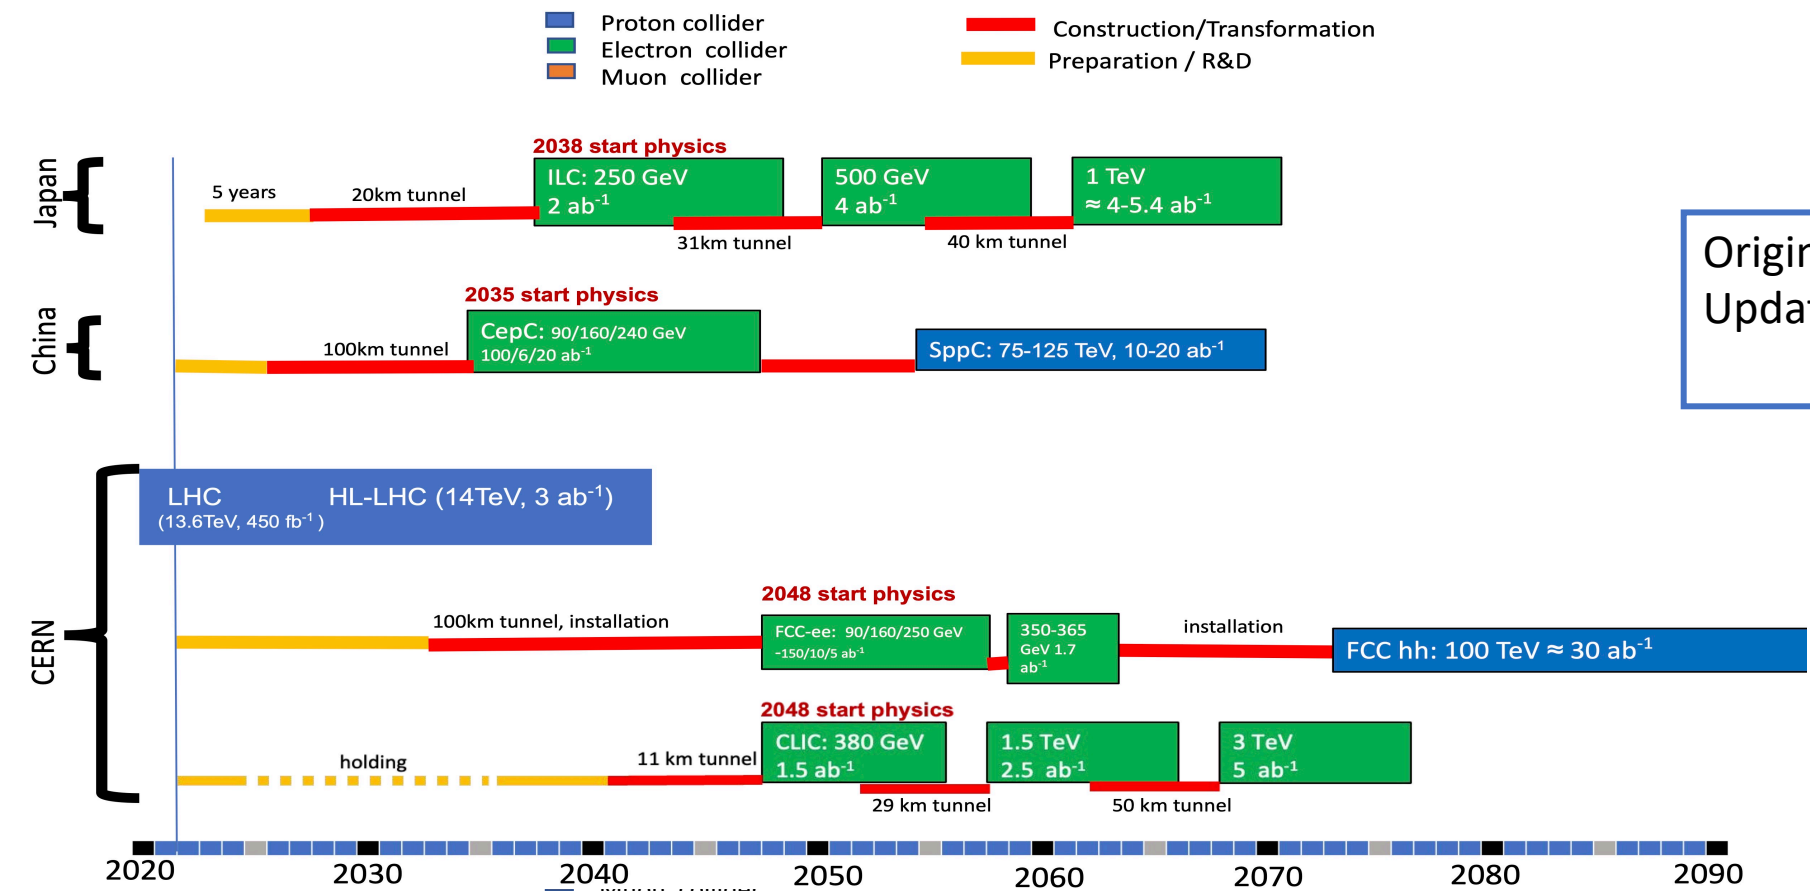 Proton collider
Electron collider
Muon collider
Construction/Transformation
Preparation / R&D
Japan
2038 start physics
5 years
20km tunnel
ILC: 250 GeV
2 ab-1
500 GeV
4 ab-1
1 TeV
≈ 4-5.4 ab-1
31km tunnel
40 km tunnel
China
2035 start physics
100km tunnel
CepC: 90/160/240 GeV
100/6/20 ab-1
SppC: 75-125 TeV, 10-20 ab-1
CERN
LHC
(13.6TeV, 450 fb-1 )
HL-LHC (14TeV, 3 ab-1)
2048 start physics
100km tunnel, installation
FCC-ee: 90/160/250 GeV
~150/10/5 ab-1
350-365
GeV 1.7
ab-1
installation
FCC hh: 100 TeV ≈ 30 ab-1
2048 start physics
holding
11 km tunnel
CLIC: 380 GeV
1.5 ab-1
1.5 TeV
2.5 ab-1
3 TeV
5 ab-1
29 km tunnel
50 km tunnel
2020 2030 2040 2050 2060 2070 2080 2090